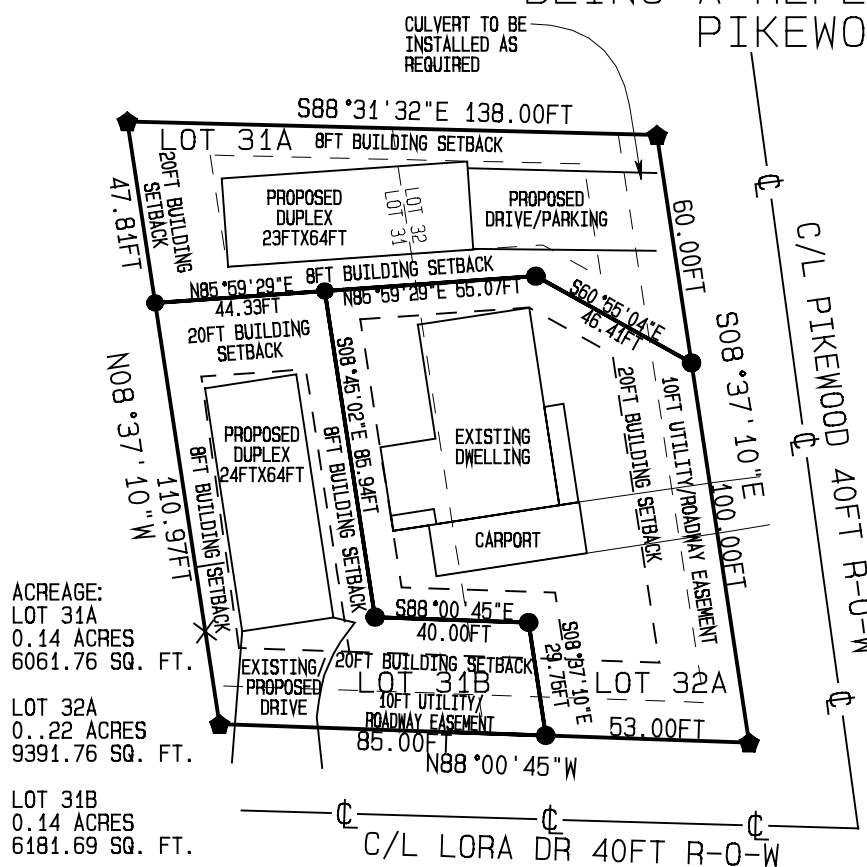 CULVERT TO BE
INSTALLED AS
REQUIRED
PIKEWO
S88°31'32"E 138.00FT
LOT 31A
8FT BUILDING SETBACK
20FT BUILDING
SETBACK
47.81FT
PROPOSED
DUPLEX
23FTX64FT
LOT 32
LOT 31
PROPOSED
DRIVE/PARKING
60.00FT
8FT BUILDING SETBACK
N85°59'29"E
44.33FT
N85°59'29"E 55.07FT
S60°55'04"E
46.41FT
20FT BUILDING
SETBACK
N08°37'10"W
110.97FT
8FT BUILDING SETBACK
PROPOSED
DUPLEX
24FTX64FT
8FT BUILDING SETBACK
S08°45'02"E 85.94FT
EXISTING
DWELLING
CARPORT
20FT BUILDING SETBACK
10FT UTILITY/ROADWAY EASEMENT
S08°37'10"E
100.00FT
C/L PIKEWOOD 40FT R-O-W
S88°00'45"E
40.00FT
S08°37'10"E
29.76FT
20FT BUILDING SETBACK
EXISTING/
PROPOSED
DRIVE
LOT 31B
LOT 32A
10FT UTILITY/
ROADWAY EASEMENT
85.00FT
53.00FT
N88°00'45"W
C/L LORA DR 40FT R-O-W
ACREAGE:
LOT 31A
0.14 ACRES
6061.76 SQ. FT.
LOT 32A
0..22 ACRES
9391.76 SQ. FT.
LOT 31B
0.14 ACRES
6181.69 SQ. FT.